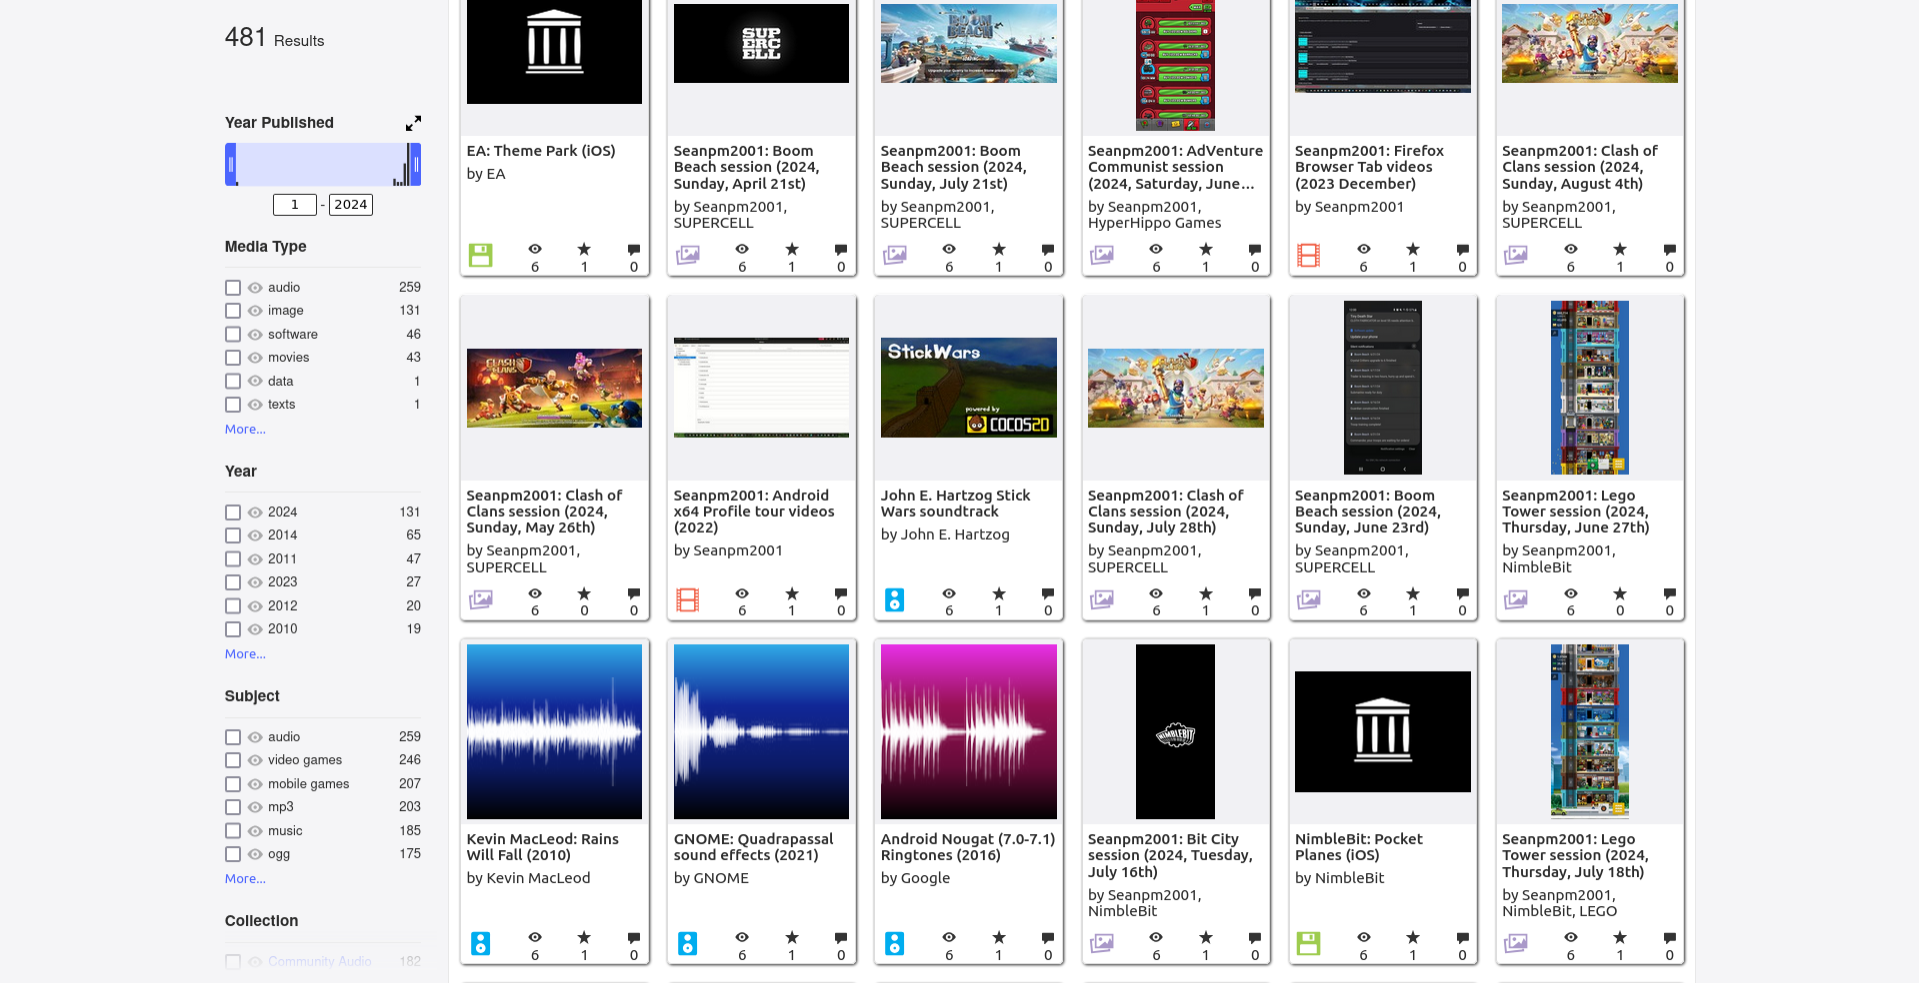 481 Results
Year Published
1 - 2024
Media Type
audio 259
image 131
software 46
movies 43
data 1
texts 1
More...
Year
2024 131
2014 65
2011 47
2023 27
2012 20
2010 19
More...
Subject
audio 259
video games 246
mobile games 207
mp3 203
music 185
ogg 175
More...
Collection
Community Audio 182
EA: Theme Park (iOS)
by EA
6 1 0
SUP
ERC
ELL
Seanpm2001: Boom
Beach session (2024,
Sunday, April 21st)
by Seanpm2001,
SUPERCELL
6 1 0
BOOM
BEACH
Seanpm2001: Boom
Beach session (2024,
Sunday, July 21st)
by Seanpm2001,
SUPERCELL
6 1 0
Seanpm2001: AdVenture
Communist session
(2024, Saturday, June...
by Seanpm2001,
HyperHippo Games
6 1 0
Seanpm2001: Firefox
Browser Tab videos
(2023 December)
by Seanpm2001
6 1 0
Seanpm2001: Clash of
Clans session (2024,
Sunday, August 4th)
by Seanpm2001,
SUPERCELL
6 1 0
CLASH
CLANS
Seanpm2001: Clash of
Clans session (2024,
Sunday, May 26th)
by Seanpm2001,
SUPERCELL
6 0 0
Seanpm2001: Android
x64 Profile tour videos
(2022)
by Seanpm2001
6 1 0
StickWars
powered by
COCOS2D
John E. Hartzog Stick
Wars soundtrack
by John E. Hartzog
6 1 0
Seanpm2001: Clash of
Clans session (2024,
Sunday, July 28th)
by Seanpm2001,
SUPERCELL
6 1 0
Seanpm2001: Boom
Beach session (2024,
Sunday, June 23rd)
by Seanpm2001,
SUPERCELL
6 1 0
Seanpm2001: Lego
Tower session (2024,
Thursday, June 27th)
by Seanpm2001,
NimbleBit
6 0 0
Kevin MacLeod: Rains
Will Fall (2010)
by Kevin MacLeod
6 1 0
GNOME: Quadrapassal
sound effects (2021)
by GNOME
6 1 0
Android Nougat (7.0-7.1)
Ringtones (2016)
by Google
6 1 0
NIMBLEBIT
Seanpm2001: Bit City
session (2024, Tuesday,
July 16th)
by Seanpm2001,
NimbleBit
6 1 0
NimbleBit: Pocket
Planes (iOS)
by NimbleBit
6 1 0
Seanpm2001: Lego
Tower session (2024,
Thursday, July 18th)
by Seanpm2001,
NimbleBit, LEGO
6 1 0